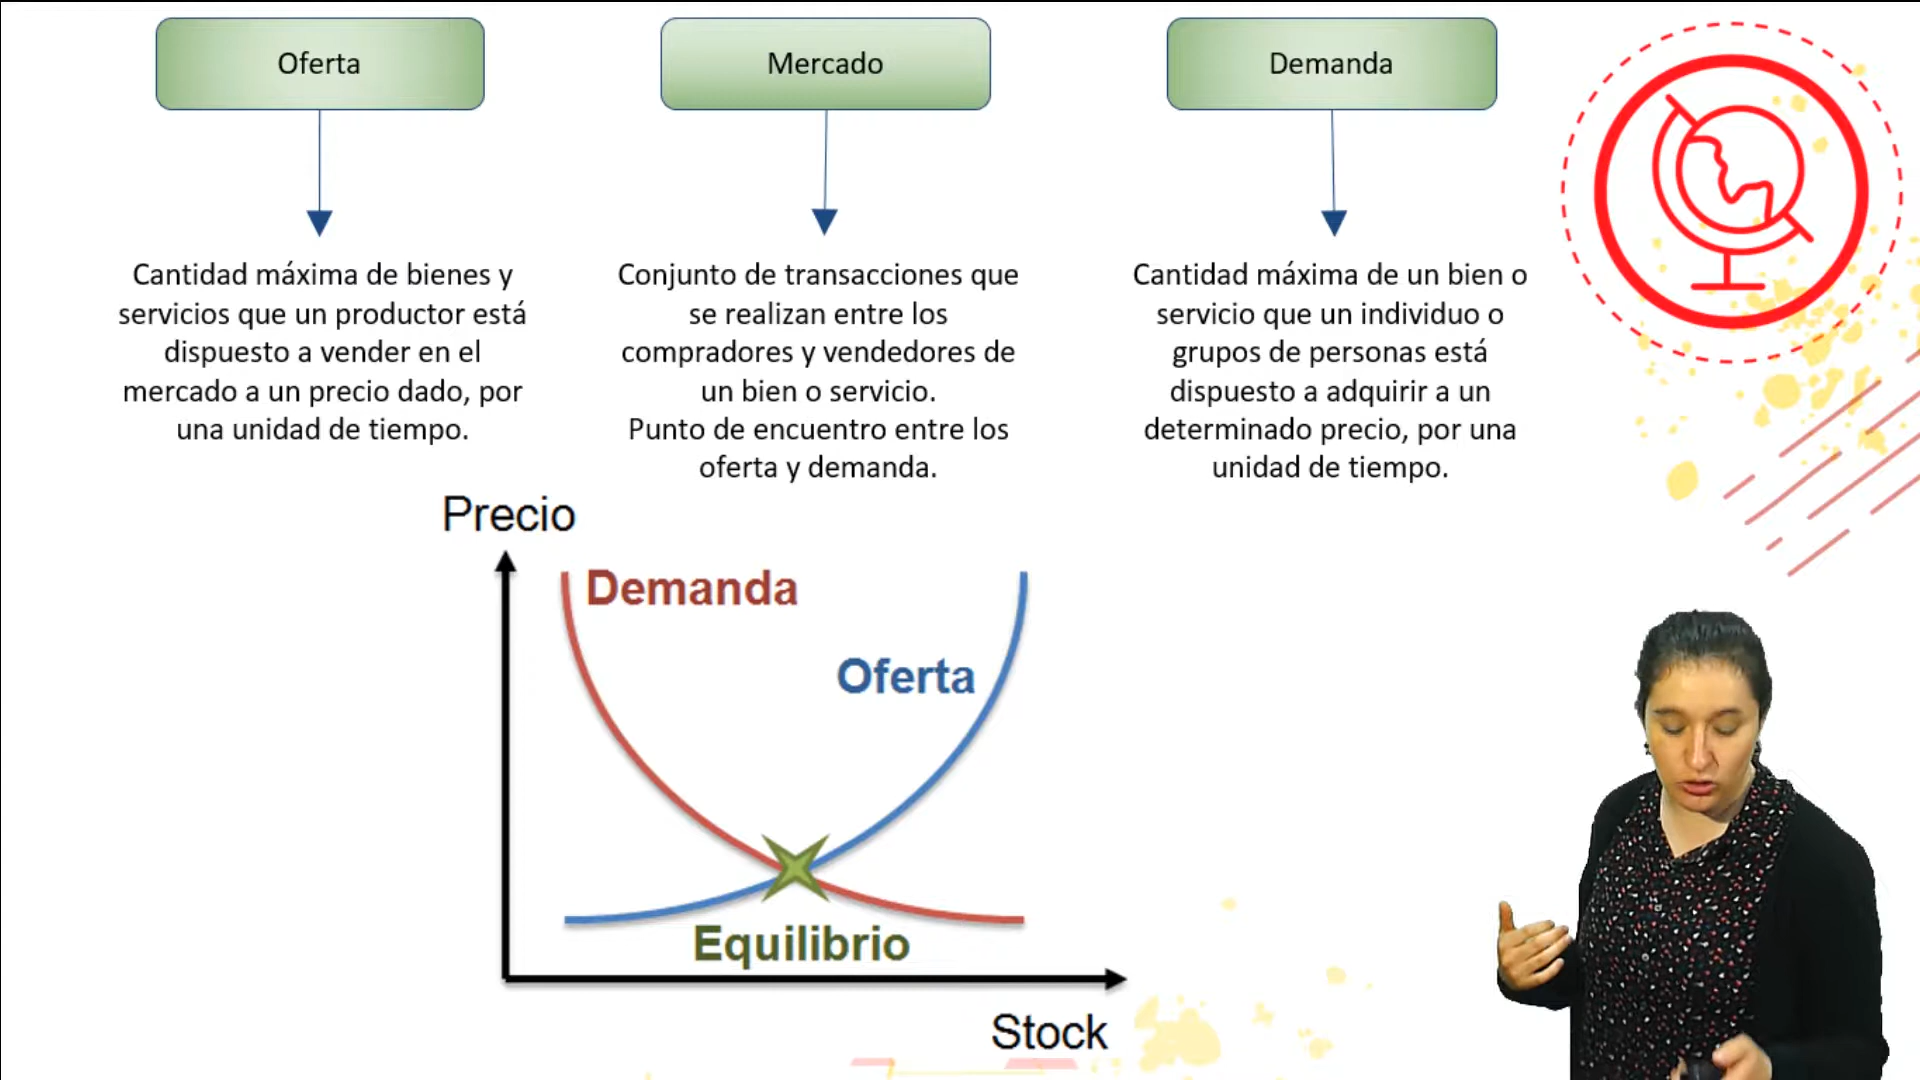 Oferta
Cantidad máxima de bienes y
servicios que un productor está
dispuesto a vender en el
mercado a un precio dado, por
una unidad de tiempo.
Mercado
Conjunto de transacciones que
se realizan entre los
compradores y vendedores de
un bien o servicio.
Punto de encuentro entre los
oferta y demanda.
Demanda
Cantidad máxima de un bien o
servicio que un individuo o
grupos de personas está
dispuesto a adquirir a un
determinado precio, por una
unidad de tiempo.
Precio
Demanda
Oferta
Equilibrio
Stock